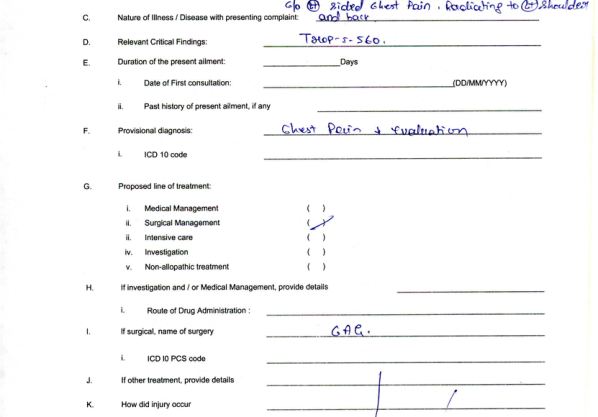 C/o (Lt) sided Chest Pain. Radiating to (Lt) Shoulder
C. Nature of Illness / Disease with presenting complaint: and back
D. Relevant Critical Findings: Trop-I-560.
E. Duration of the present ailment: Days
i. Date of First consultation: (DD/MM/YYYY)
ii. Past history of present ailment, if any
F. Provisional diagnosis: Chest Pain evaluation
i. ICD 10 code
G. Proposed line of treatment:
i. Medical Management ( )
ii. Surgical Management (✓)
ii. Intensive care ( )
iv. Investigation ( )
v. Non-allopathic treatment ( )
H. If investigation and / or Medical Management, provide details
i. Route of Drug Administration :
I. If surgical, name of surgery CAG.
i. ICD I0 PCS code
J. If other treatment, provide details
K. How did injury occur